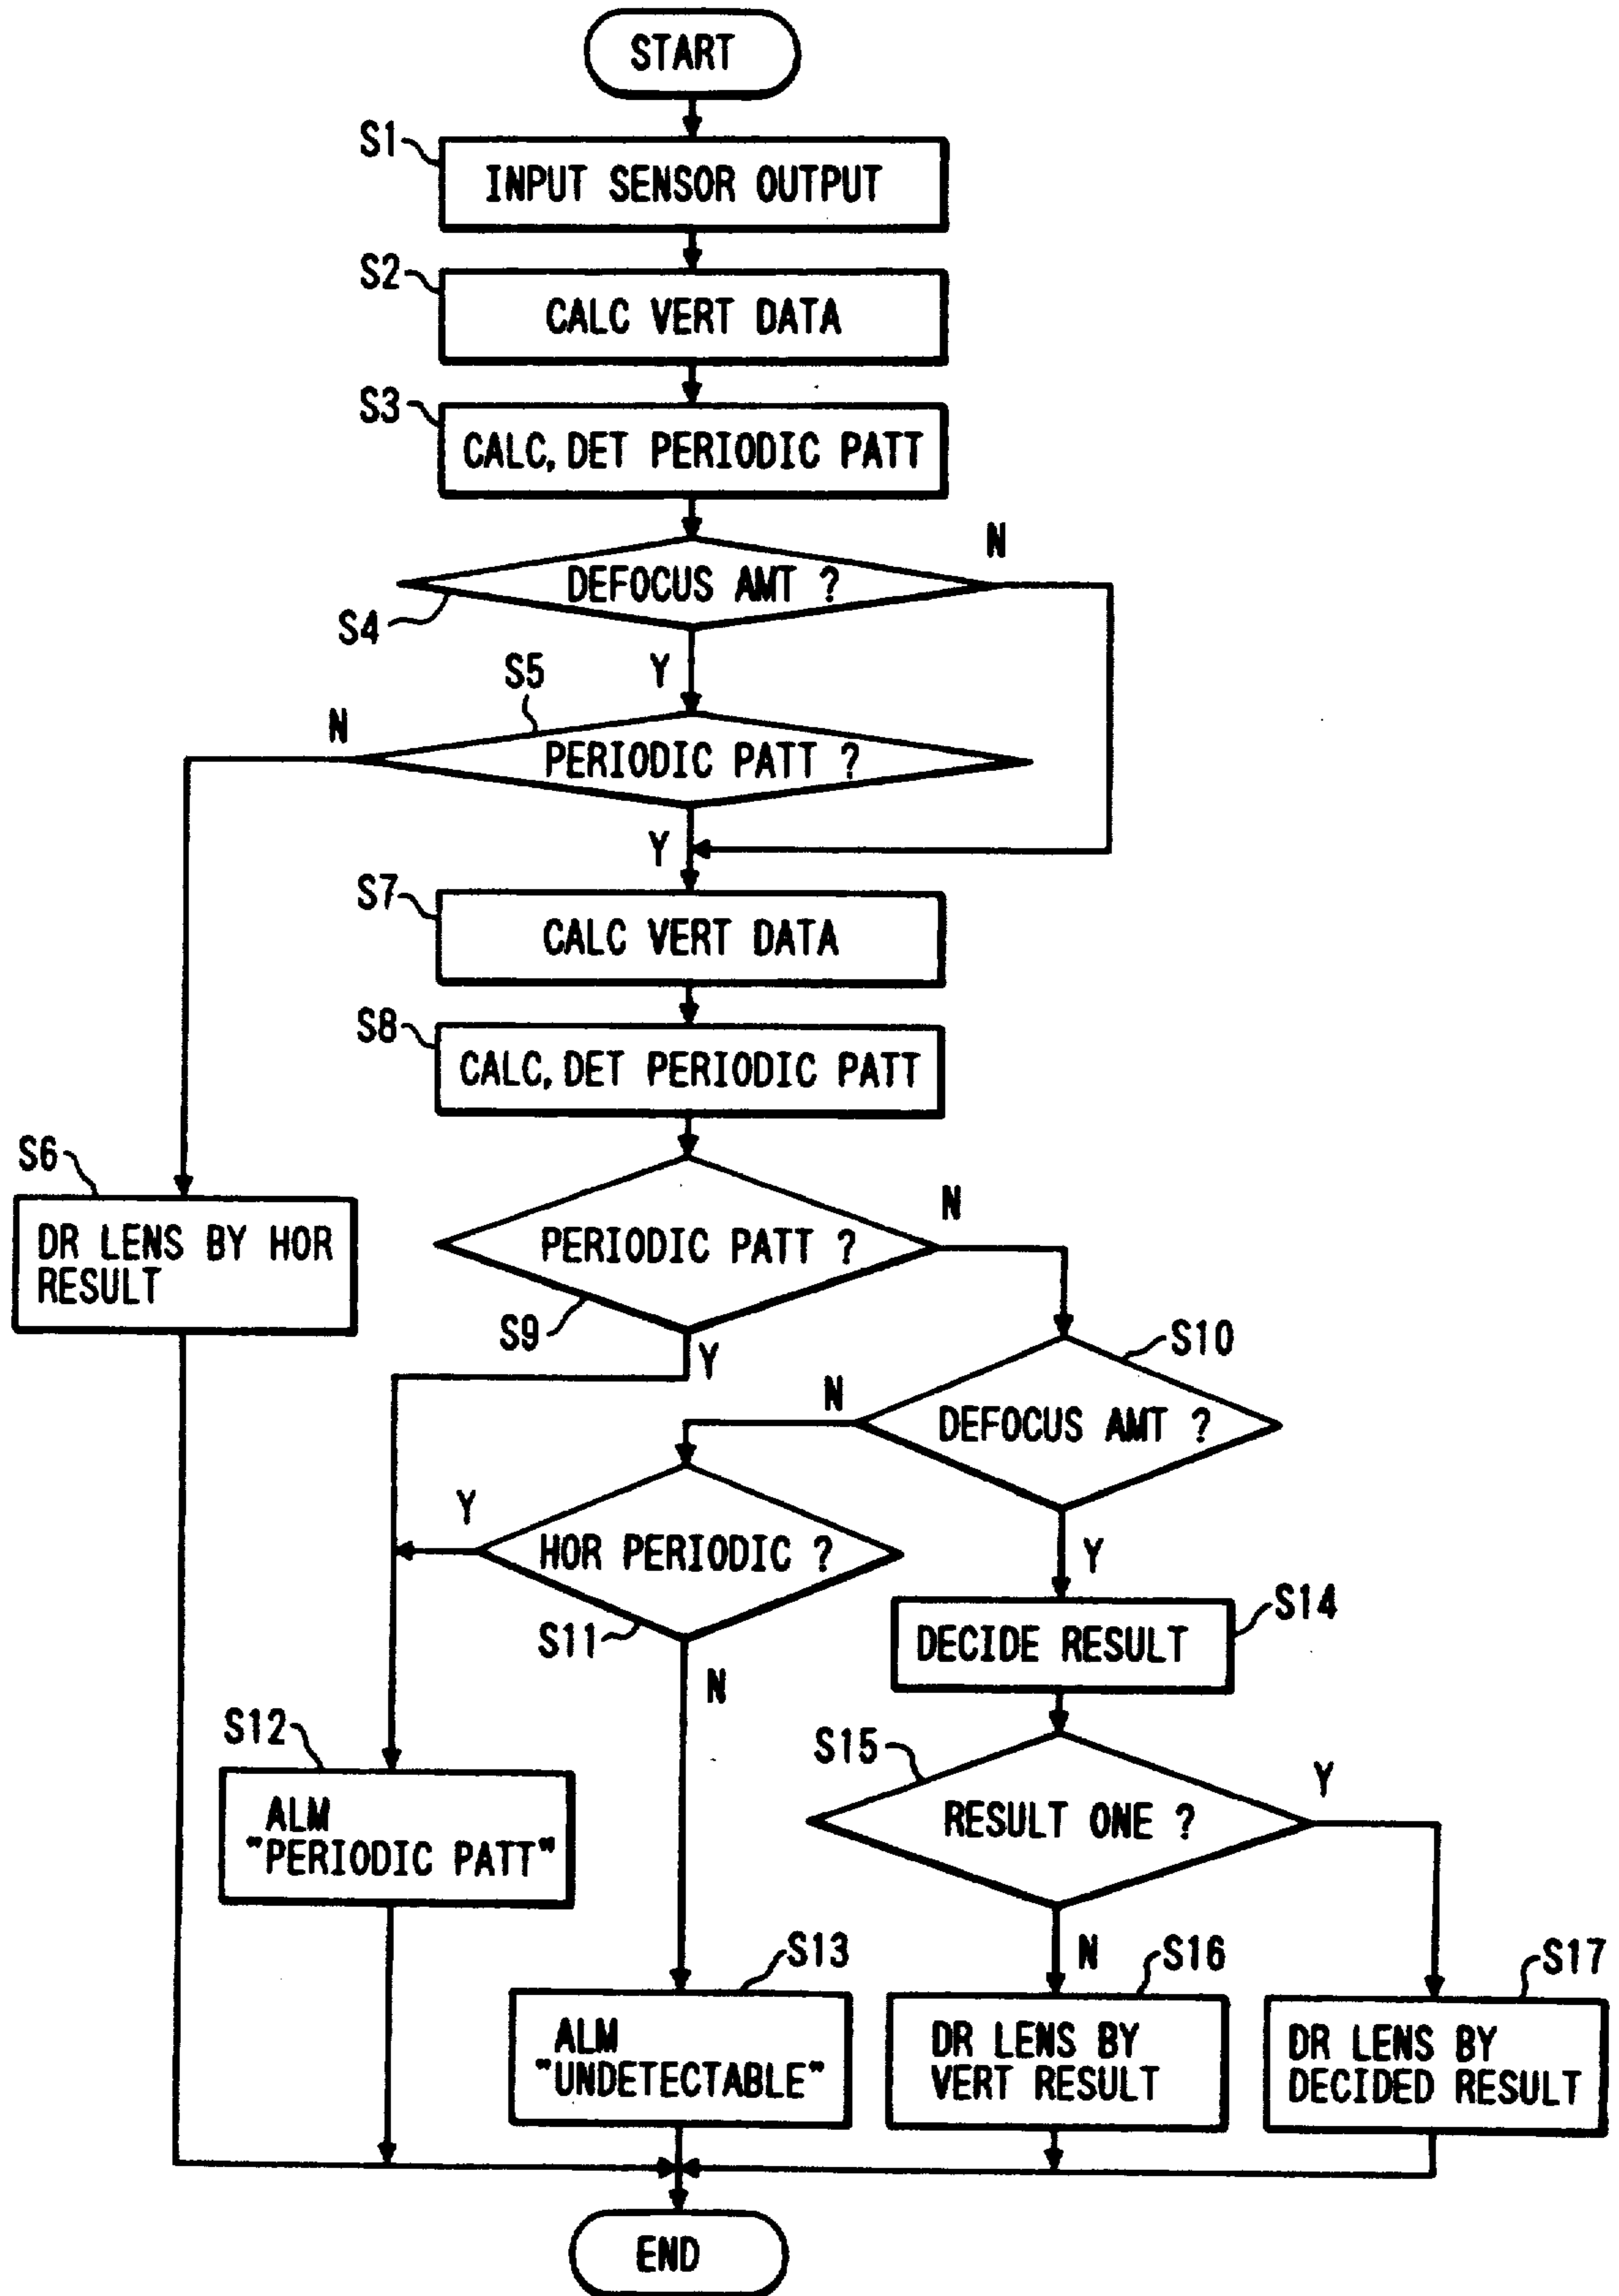 START
S1
INPUT SENSOR OUTPUT
S2
CALC VERT DATA
S3
CALC, DET PERIODIC PATT
N
DEFOCUS AMT ?
S4
Y
S5
N
PERIODIC PATT ?
Y
S7
CALC VERT DATA
S8
CALC, DET PERIODIC PATT
S6
DR LENS BY HOR
RESULT
N
PERIODIC PATT ?
S9
Y
S10
N
DEFOCUS AMT ?
Y
HOR PERIODIC ?
Y
S11
N
S14
DECIDE RESULT
S12
ALM
"PERIODIC PATT"
S15
Y
RESULT ONE ?
N
S13
ALM
"UNDETECTABLE"
S16
DR LENS BY
VERT RESULT
S17
DR LENS BY
DECIDED RESULT
END